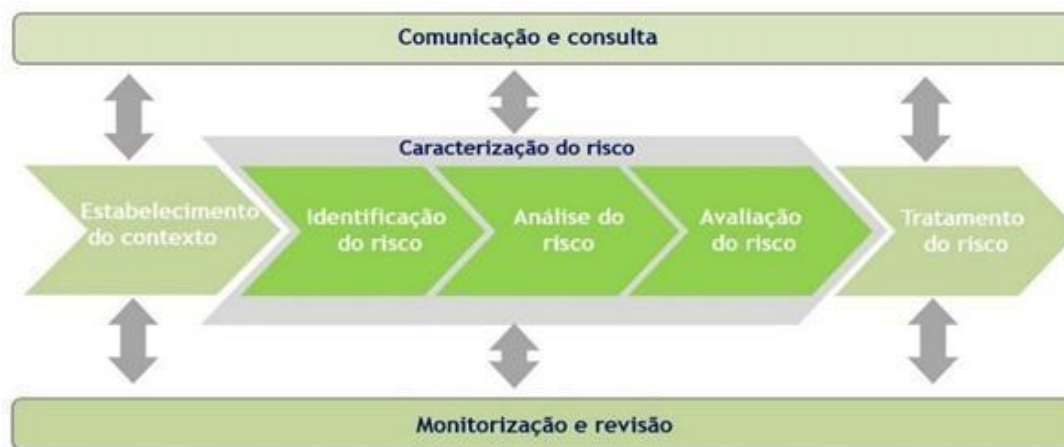 Comunicação e consulta
Caracterização do risco
Estabelecimento
do contexto
Identificação
do risco
Análise do
risco
Avaliação
do risco
Tratamento
do risco
Monitorização e revisão